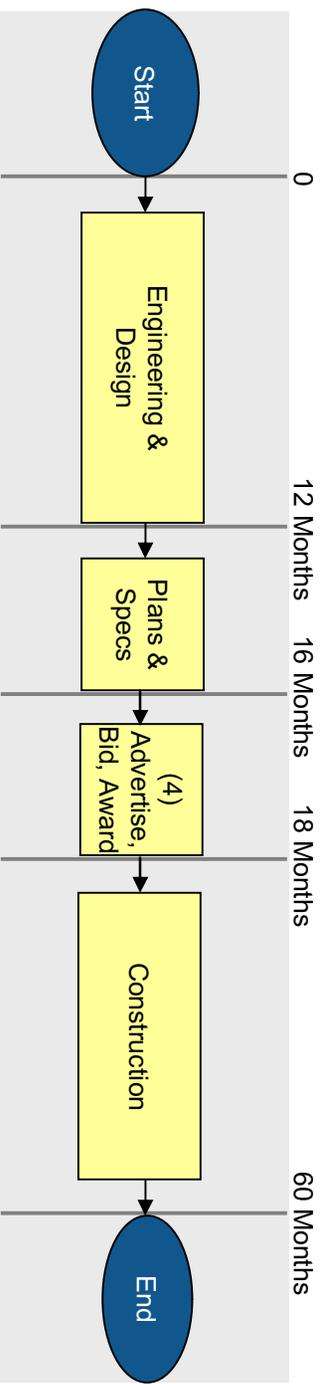 0
12 Months
16 Months
18 Months
60 Months
Start
Engineering &
Design
Plans &
Specs
(4)
Advertise,
Bid, Award
Construction
End